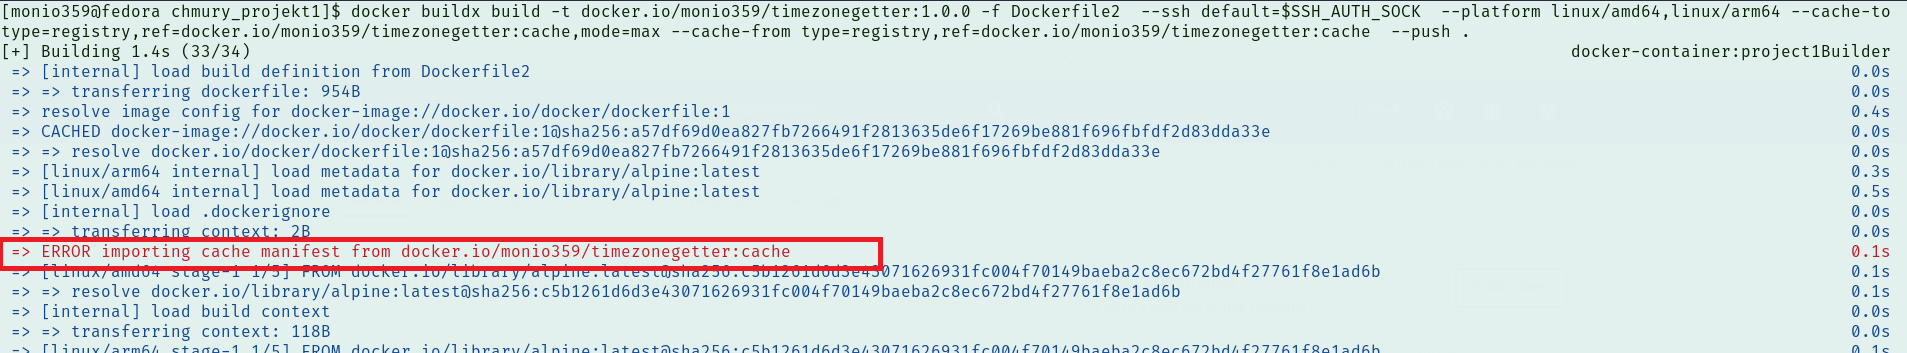 [monio359@fedora chmury_projekt1]$ docker buildx build -t docker.io/monio359/timezonegetter:1.0.0 -f Dockerfile2  --ssh default=$SSH_AUTH_SOCK  --platform linux/amd64,linux/arm64 --cache-to
type=registry,ref=docker.io/monio359/timezonegetter:cache,mode=max --cache-from type=registry,ref=docker.io/monio359/timezonegetter:cache  --push .
[+] Building 1.4s (33/34) docker-container:project1Builder
=> [internal] load build definition from Dockerfile2 0.0s
=> => transferring dockerfile: 954B 0.0s
=> resolve image config for docker-image://docker.io/docker/dockerfile:1 0.4s
=> CACHED docker-image://docker.io/docker/dockerfile:1@sha256:a57df69d0ea827fb7266491f2813635de6f17269be881f696fbfdf2d83dda33e 0.0s
=> => resolve docker.io/docker/dockerfile:1@sha256:a57df69d0ea827fb7266491f2813635de6f17269be881f696fbfdf2d83dda33e 0.0s
=> [linux/arm64 internal] load metadata for docker.io/library/alpine:latest 0.3s
=> [linux/amd64 internal] load metadata for docker.io/library/alpine:latest 0.5s
=> [internal] load .dockerignore 0.0s
=> => transferring context: 2B 0.0s
=> ERROR importing cache manifest from docker.io/monio359/timezonegetter:cache 0.1s
=> [linux/amd64 stage-1 1/5] FROM docker.io/library/alpine:latest@sha256:c5b1261d6d3e43071626931fc004f70149baeba2c8ec672bd4f27761f8e1ad6b 0.1s
=> => resolve docker.io/library/alpine:latest@sha256:c5b1261d6d3e43071626931fc004f70149baeba2c8ec672bd4f27761f8e1ad6b 0.1s
=> [internal] load build context 0.0s
=> => transferring context: 118B 0.0s
=> [linux/arm64 stage-1 1/5] FROM docker.io/library/alpine:latest@sha256:c5b1261d6d3e43071626931fc004f70149baeba2c8ec672bd4f27761f8e1ad6b 0.1s